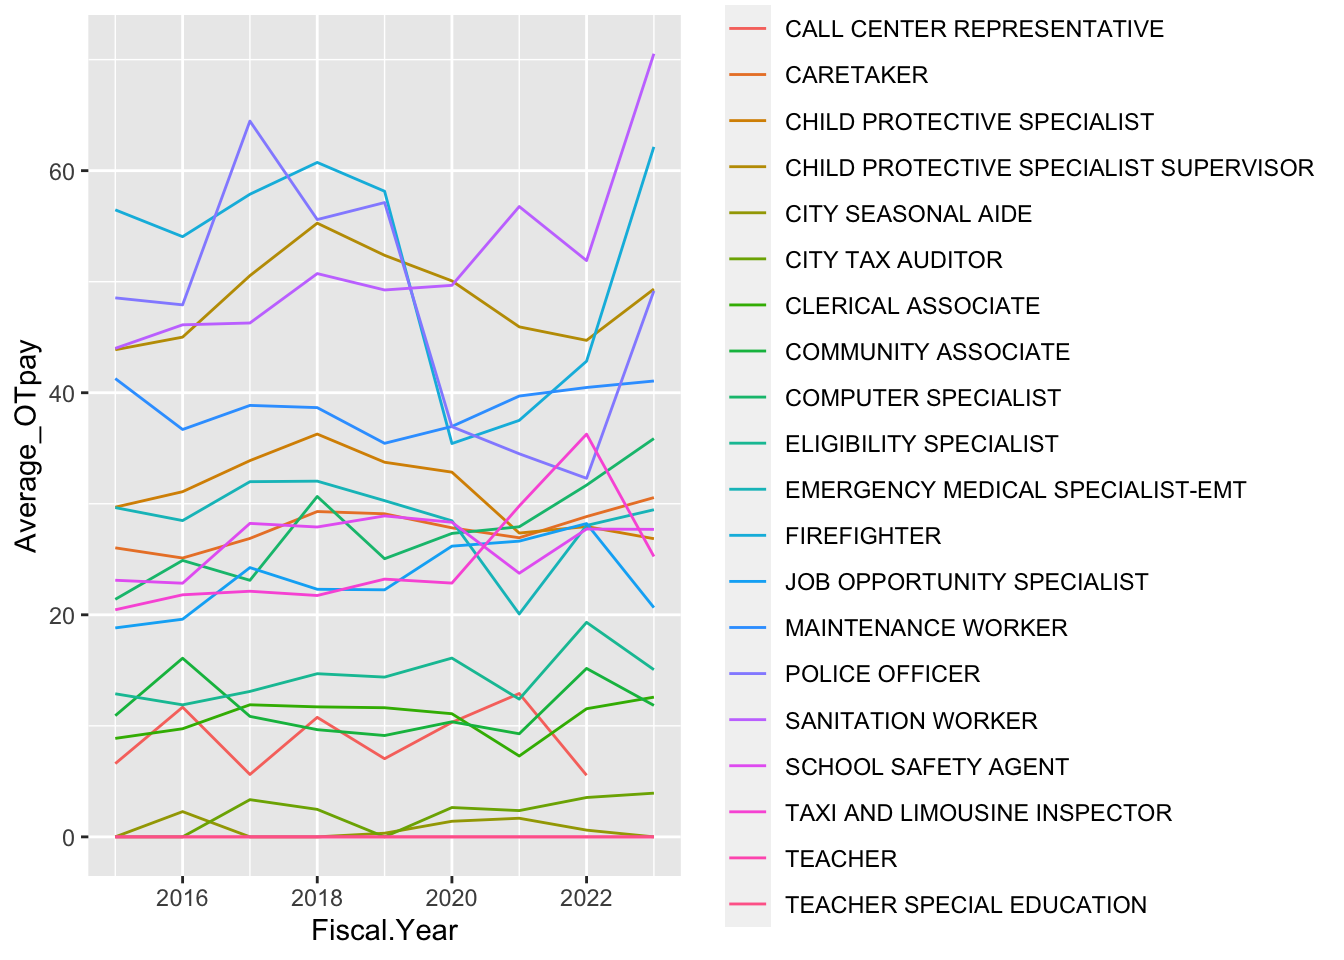 Average_OTpay
60
40
20
0
2016
2018
2020
2022
Fiscal.Year
CALL CENTER REPRESENTATIVE
CARETAKER
CHILD PROTECTIVE SPECIALIST
CHILD PROTECTIVE SPECIALIST SUPERVISOR
CITY SEASONAL AIDE
CITY TAX AUDITOR
CLERICAL ASSOCIATE
COMMUNITY ASSOCIATE
COMPUTER SPECIALIST
ELIGIBILITY SPECIALIST
EMERGENCY MEDICAL SPECIALIST-EMT
FIREFIGHTER
JOB OPPORTUNITY SPECIALIST
MAINTENANCE WORKER
POLICE OFFICER
SANITATION WORKER
SCHOOL SAFETY AGENT
TAXI AND LIMOUSINE INSPECTOR
TEACHER
TEACHER SPECIAL EDUCATION